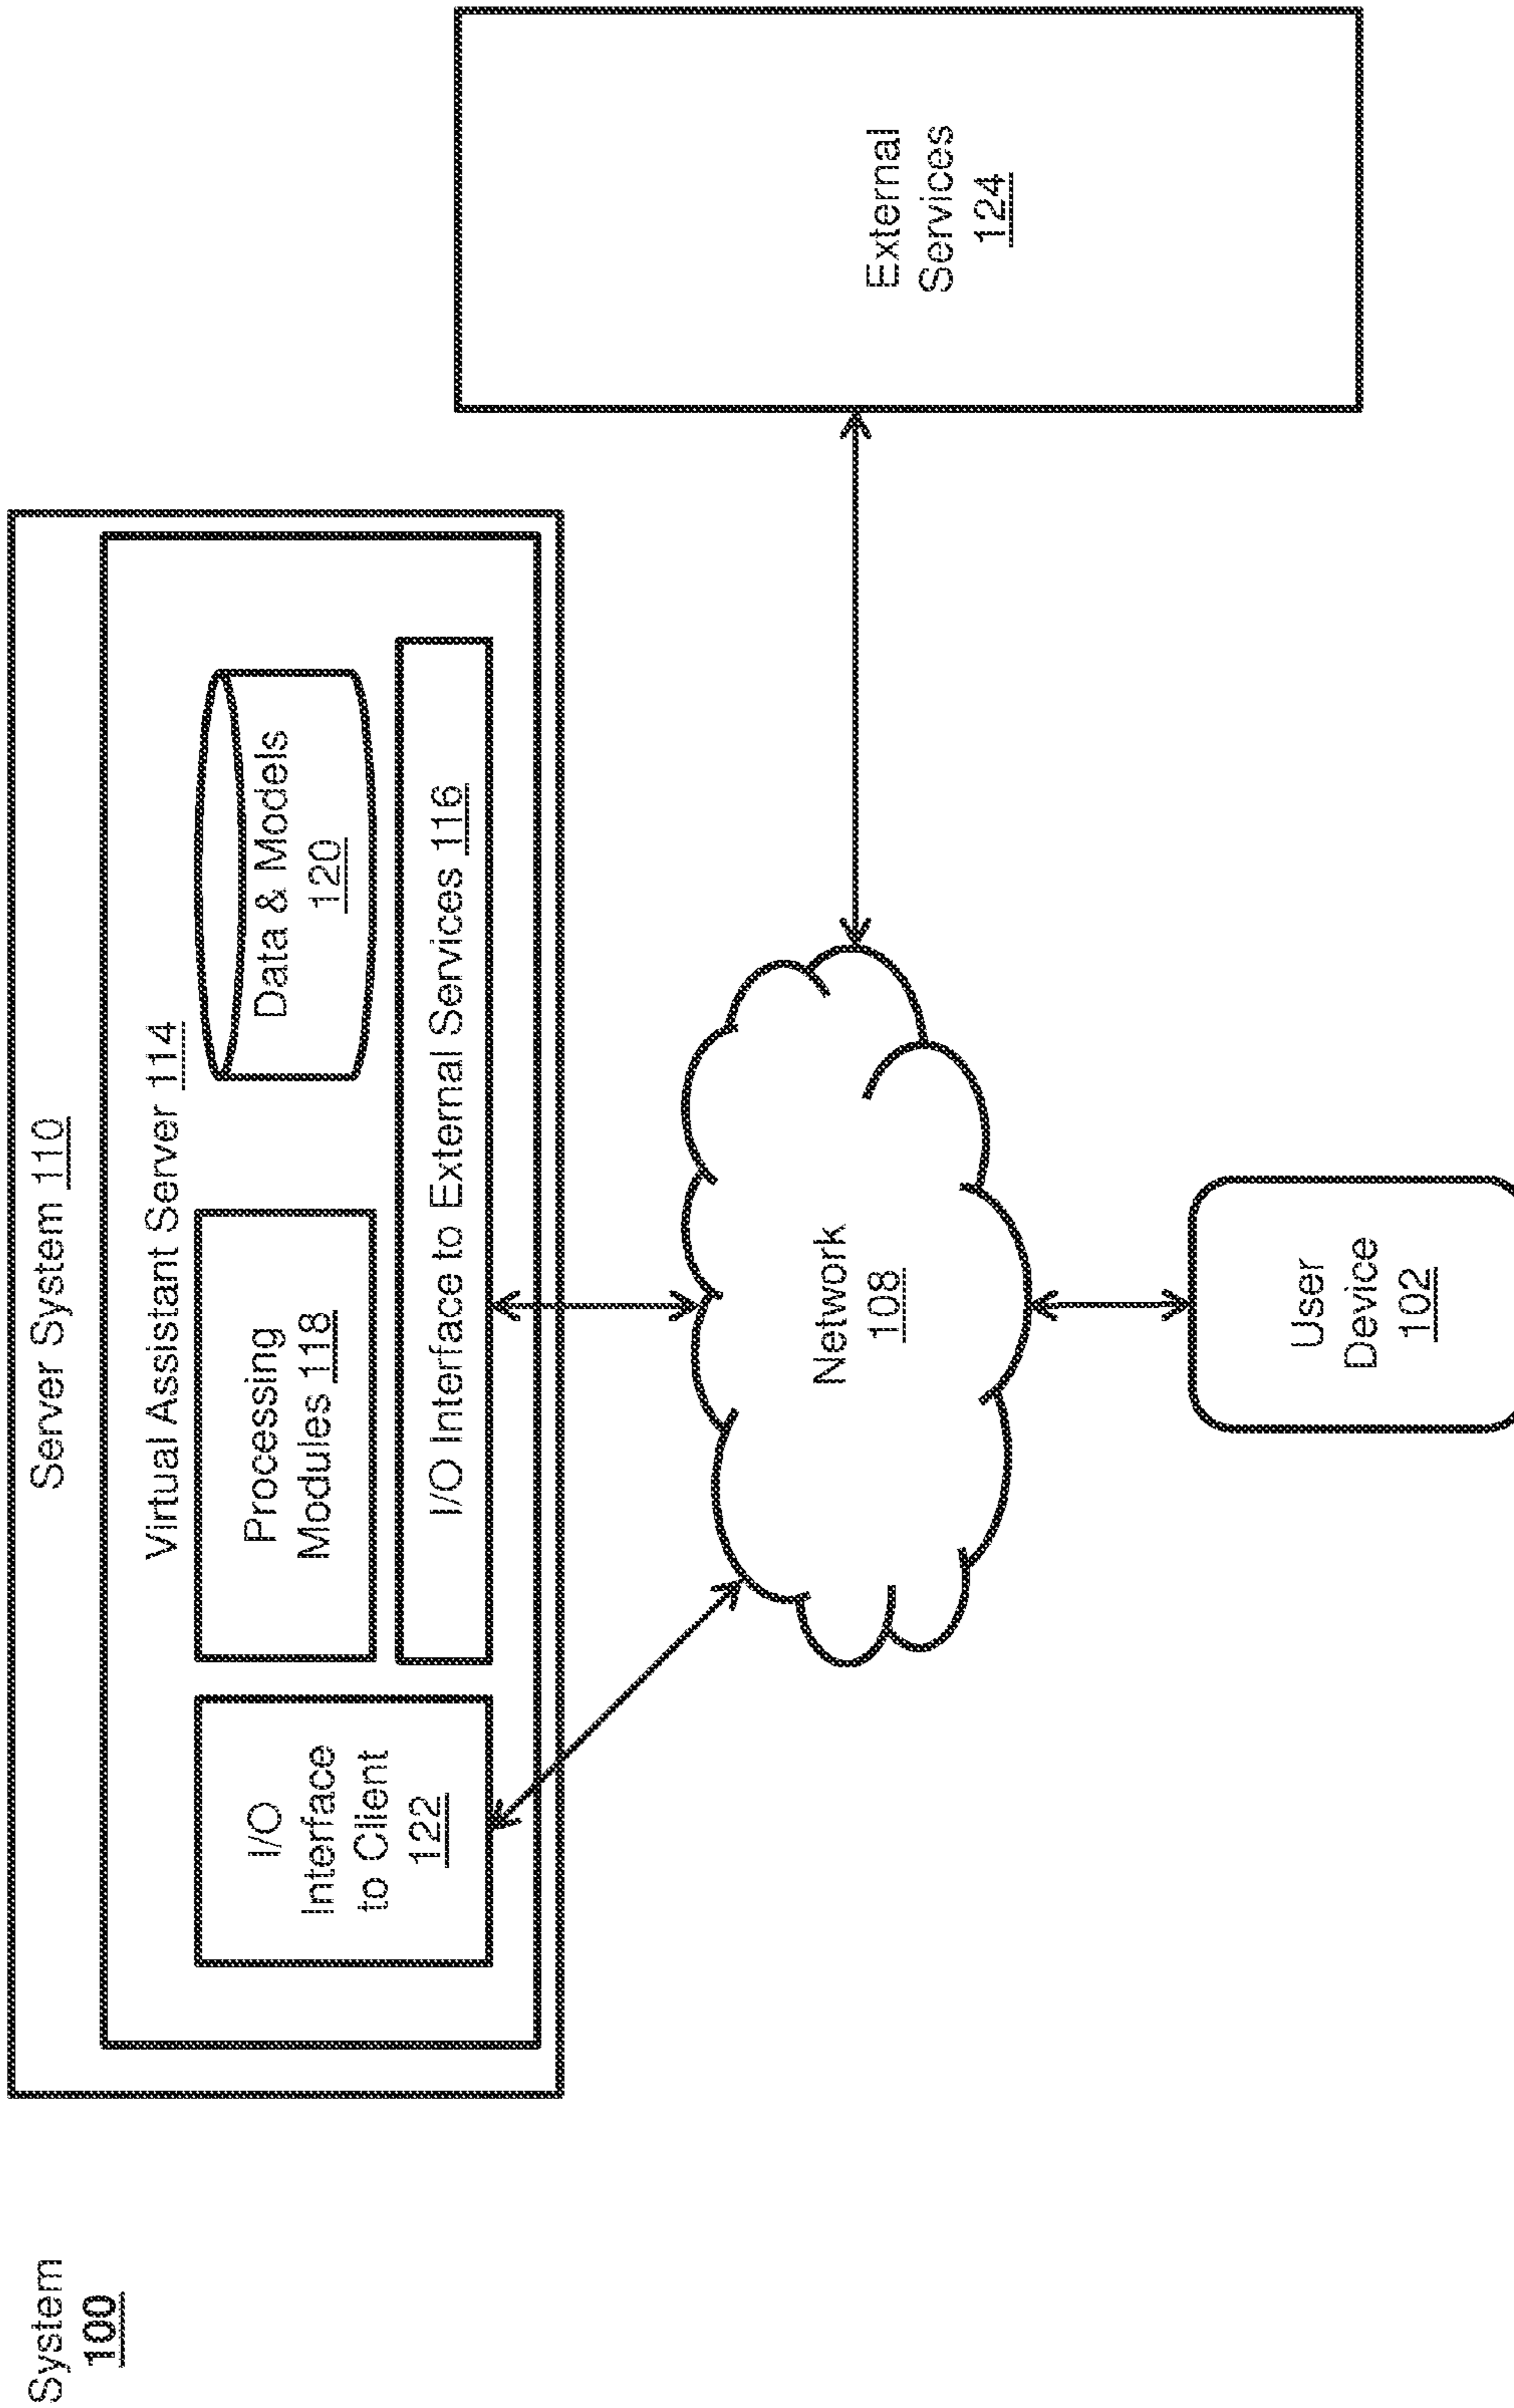 System
100
Server System 110
Virtual Assistant Server 114
I/O
Interface
to Client
122
Processing
Modules 118
Data & Models
120
I/O Interface to External Services 116
Network
108
External
Services
124
User
Device
102